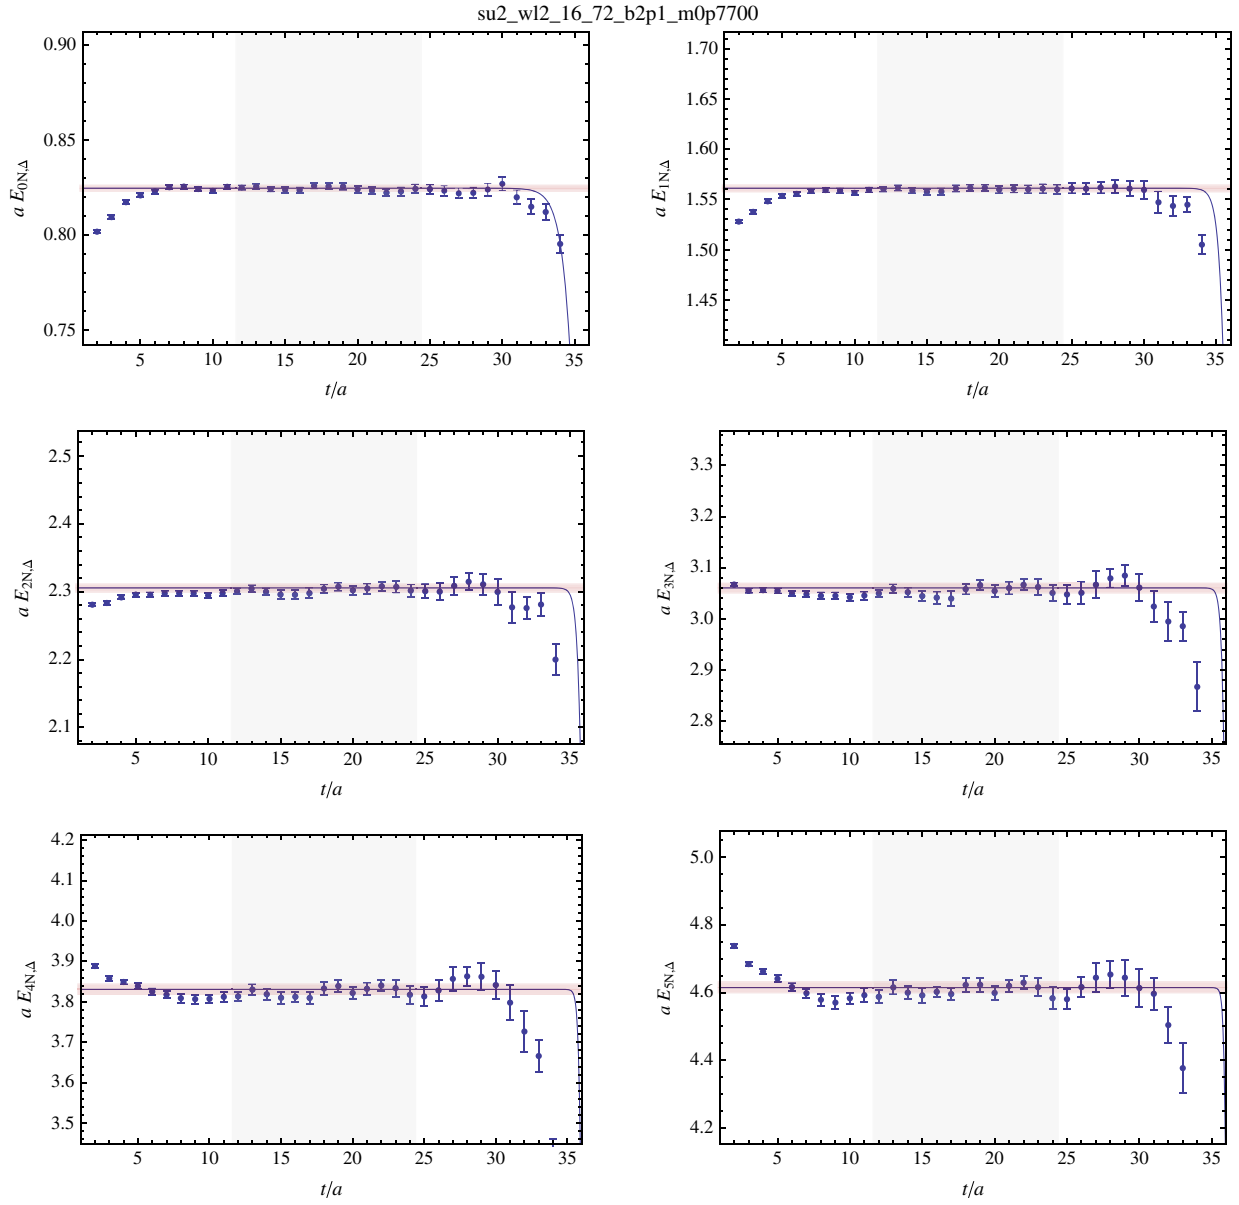 su2_wl2_16_72_b2p1_m0p7700
0.90
0.85
0.80
0.75
a E0N,Δ
5 10 15 20 25 30 35
t/a
1.70
1.65
1.60
1.55
1.50
1.45
a E1N,Δ
5 10 15 20 25 30 35
t/a
2.5
2.4
2.3
2.2
2.1
a E2N,Δ
5 10 15 20 25 30 35
t/a
3.3
3.2
3.1
3.0
2.9
2.8
a E3N,Δ
5 10 15 20 25 30 35
t/a
4.2
4.1
4.0
3.9
3.8
3.7
3.6
3.5
a E4N,Δ
5 10 15 20 25 30 35
t/a
5.0
4.8
4.6
4.4
4.2
a E5N,Δ
5 10 15 20 25 30 35
t/a